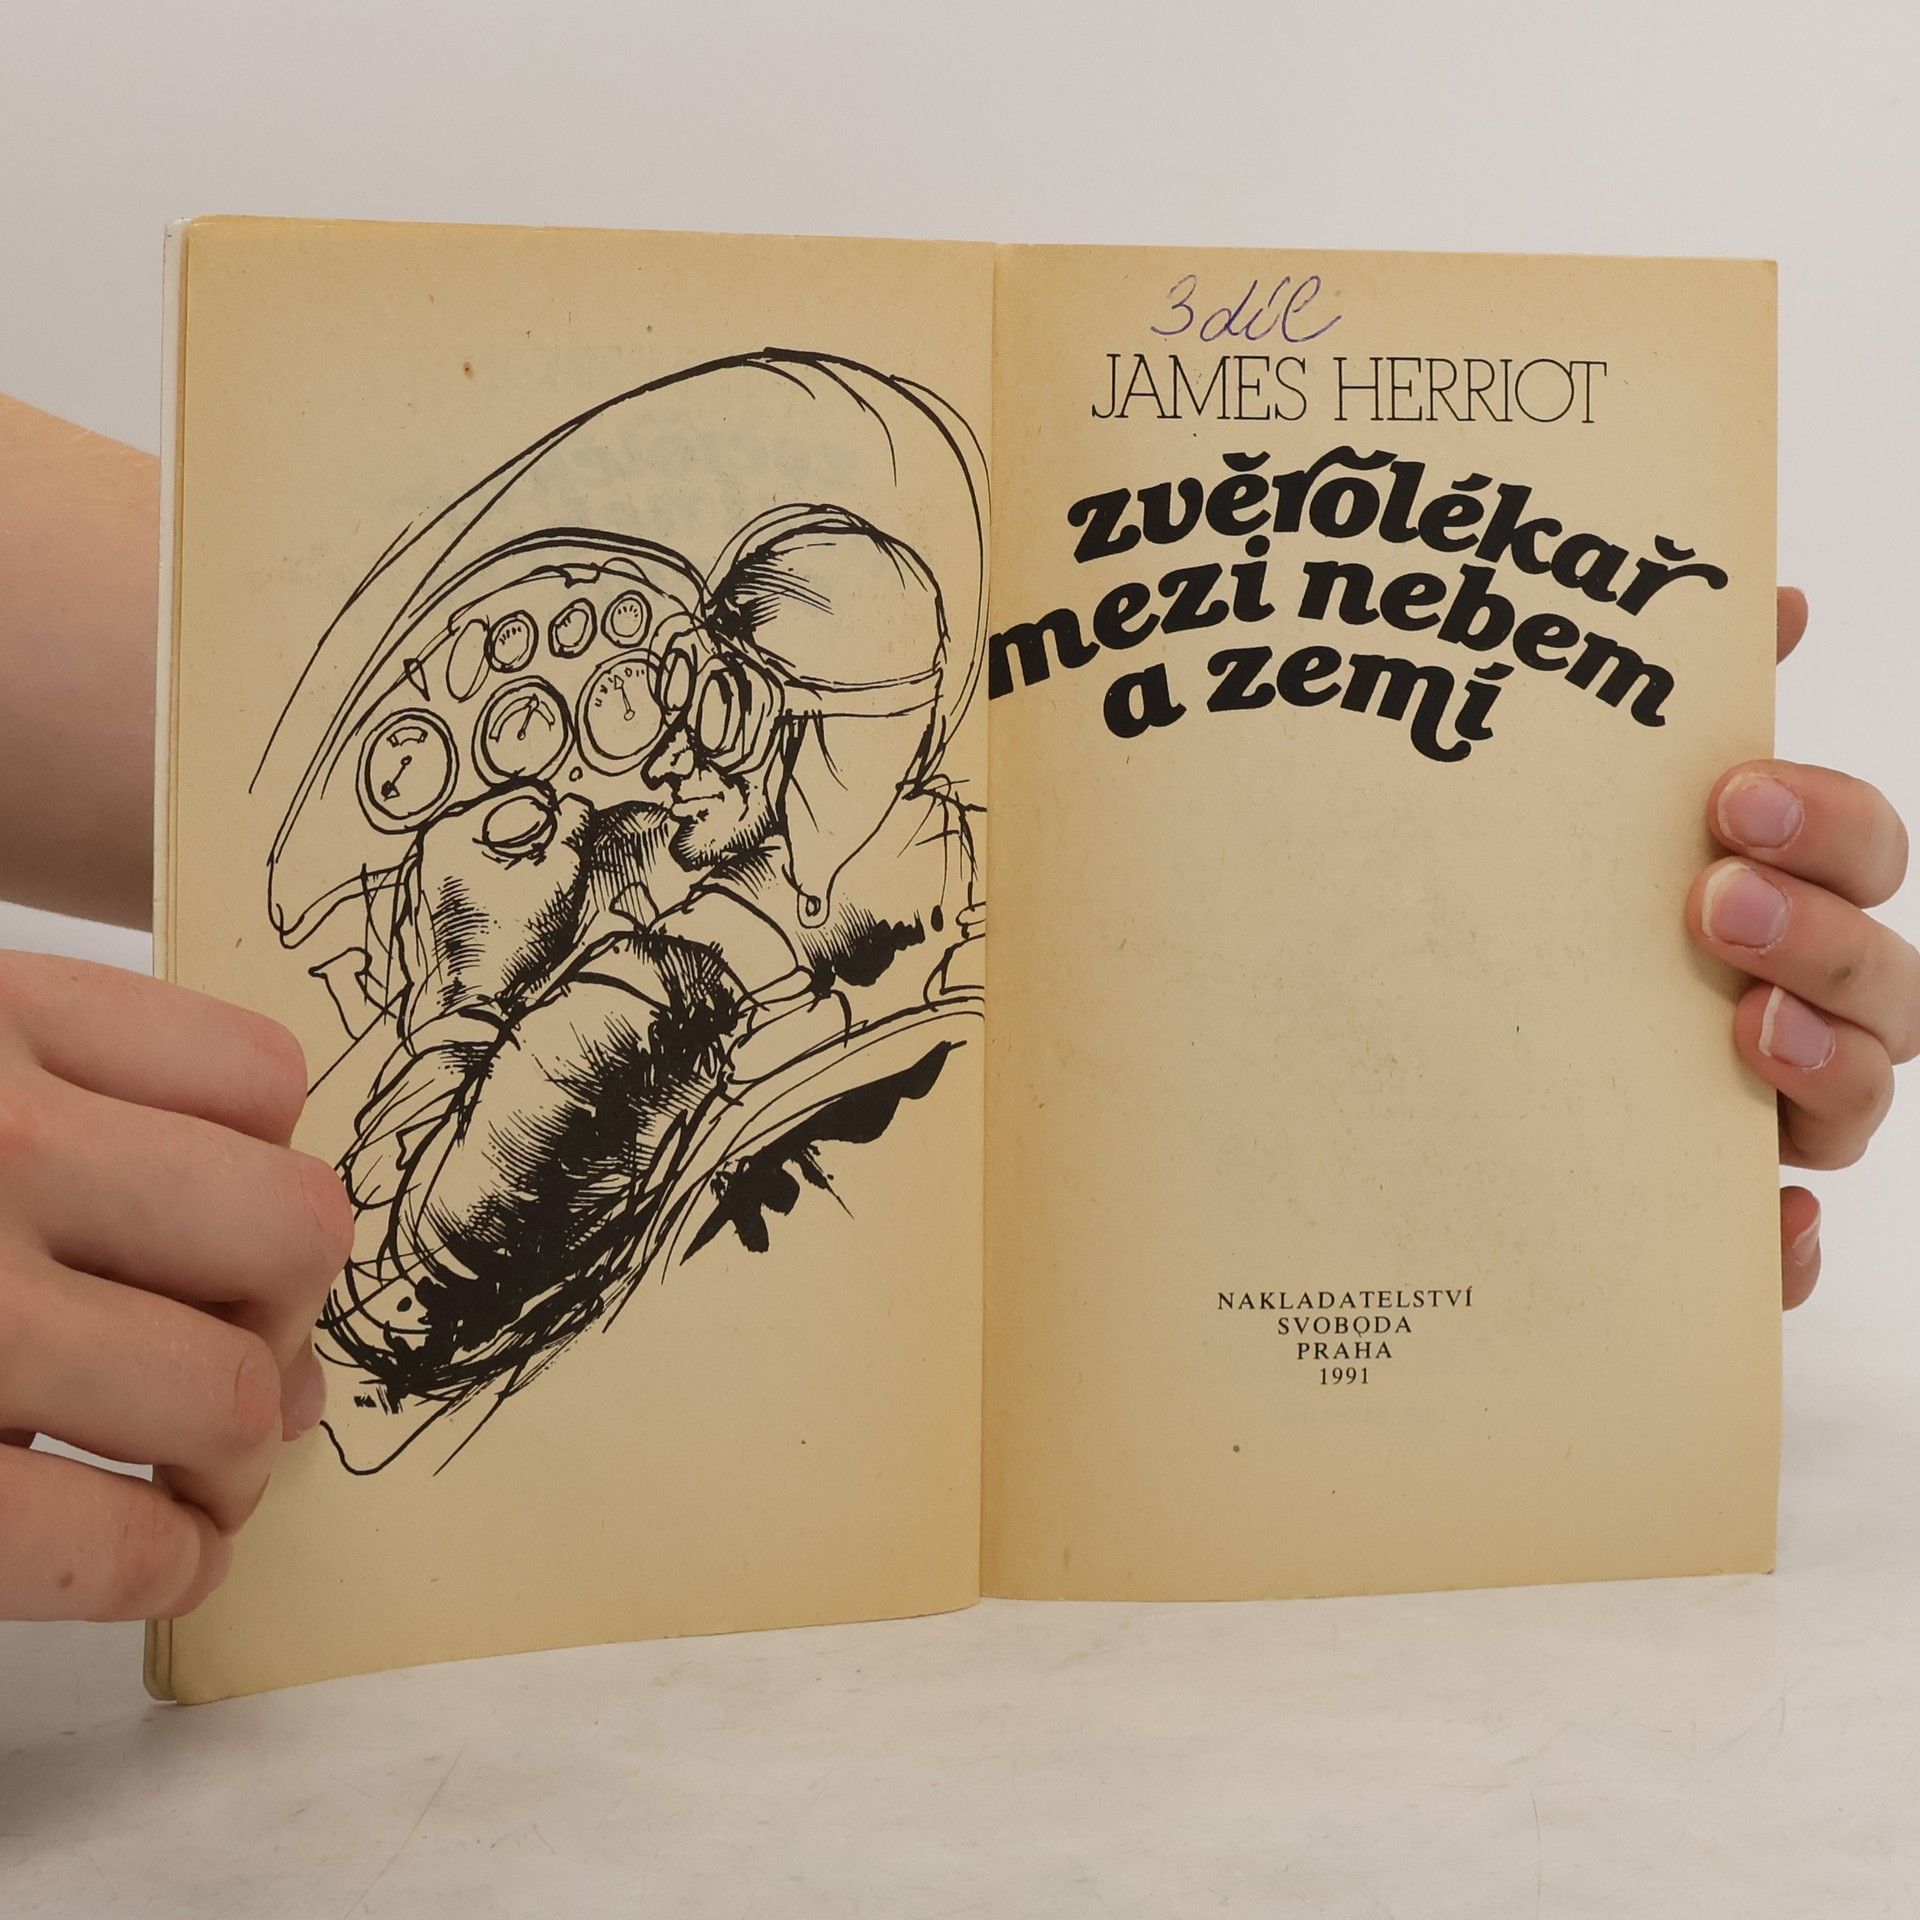 3 díl
JAMES HERRIOT
zvěrolékař
mezi nebem
a zemí
NAKLADATELSTVÍ
SVOBODA
PRAHA
1991